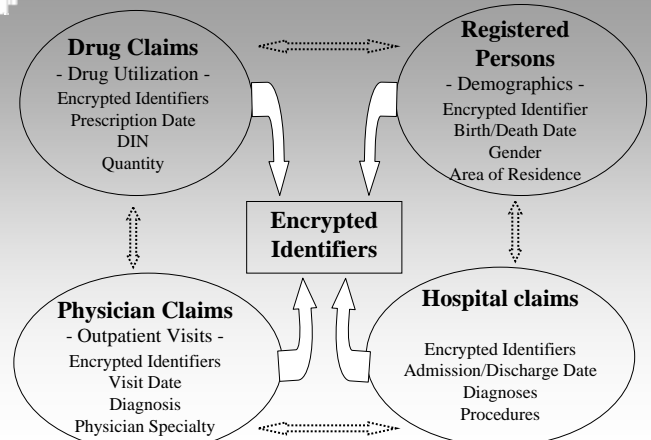 Drug Claims
- Drug Utilization -
Encrypted Identifiers
Prescription Date
DIN
Quantity
Registered
Persons
- Demographics -
Encrypted Identifier
Birth/Death Date
Gender
Area of Residence
Encrypted
Identifiers
Physician Claims
- Outpatient Visits -
Encrypted Identifiers
Visit Date
Diagnosis
Physician Specialty
Hospital claims
Encrypted Identifiers
Admission/Discharge Date
Diagnoses
Procedures